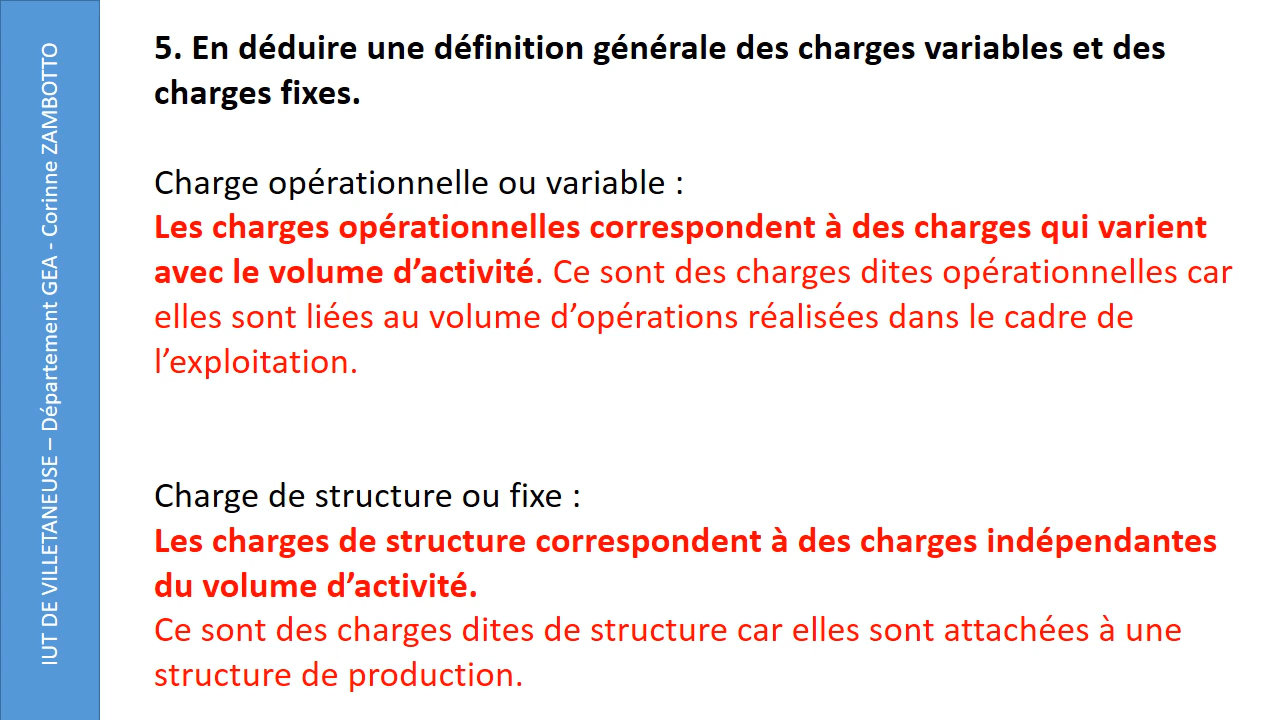 IUT DE VILLETANEUSE – Département GEA - Corinne ZAMBOTTO
5. En déduire une définition générale des charges variables et des
charges fixes.
Charge opérationnelle ou variable :
Les charges opérationnelles correspondent à des charges qui varient
avec le volume d’activité. Ce sont des charges dites opérationnelles car
elles sont liées au volume d’opérations réalisées dans le cadre de
l’exploitation.
Charge de structure ou fixe :
Les charges de structure correspondent à des charges indépendantes
du volume d’activité.
Ce sont des charges dites de structure car elles sont attachées à une
structure de production.